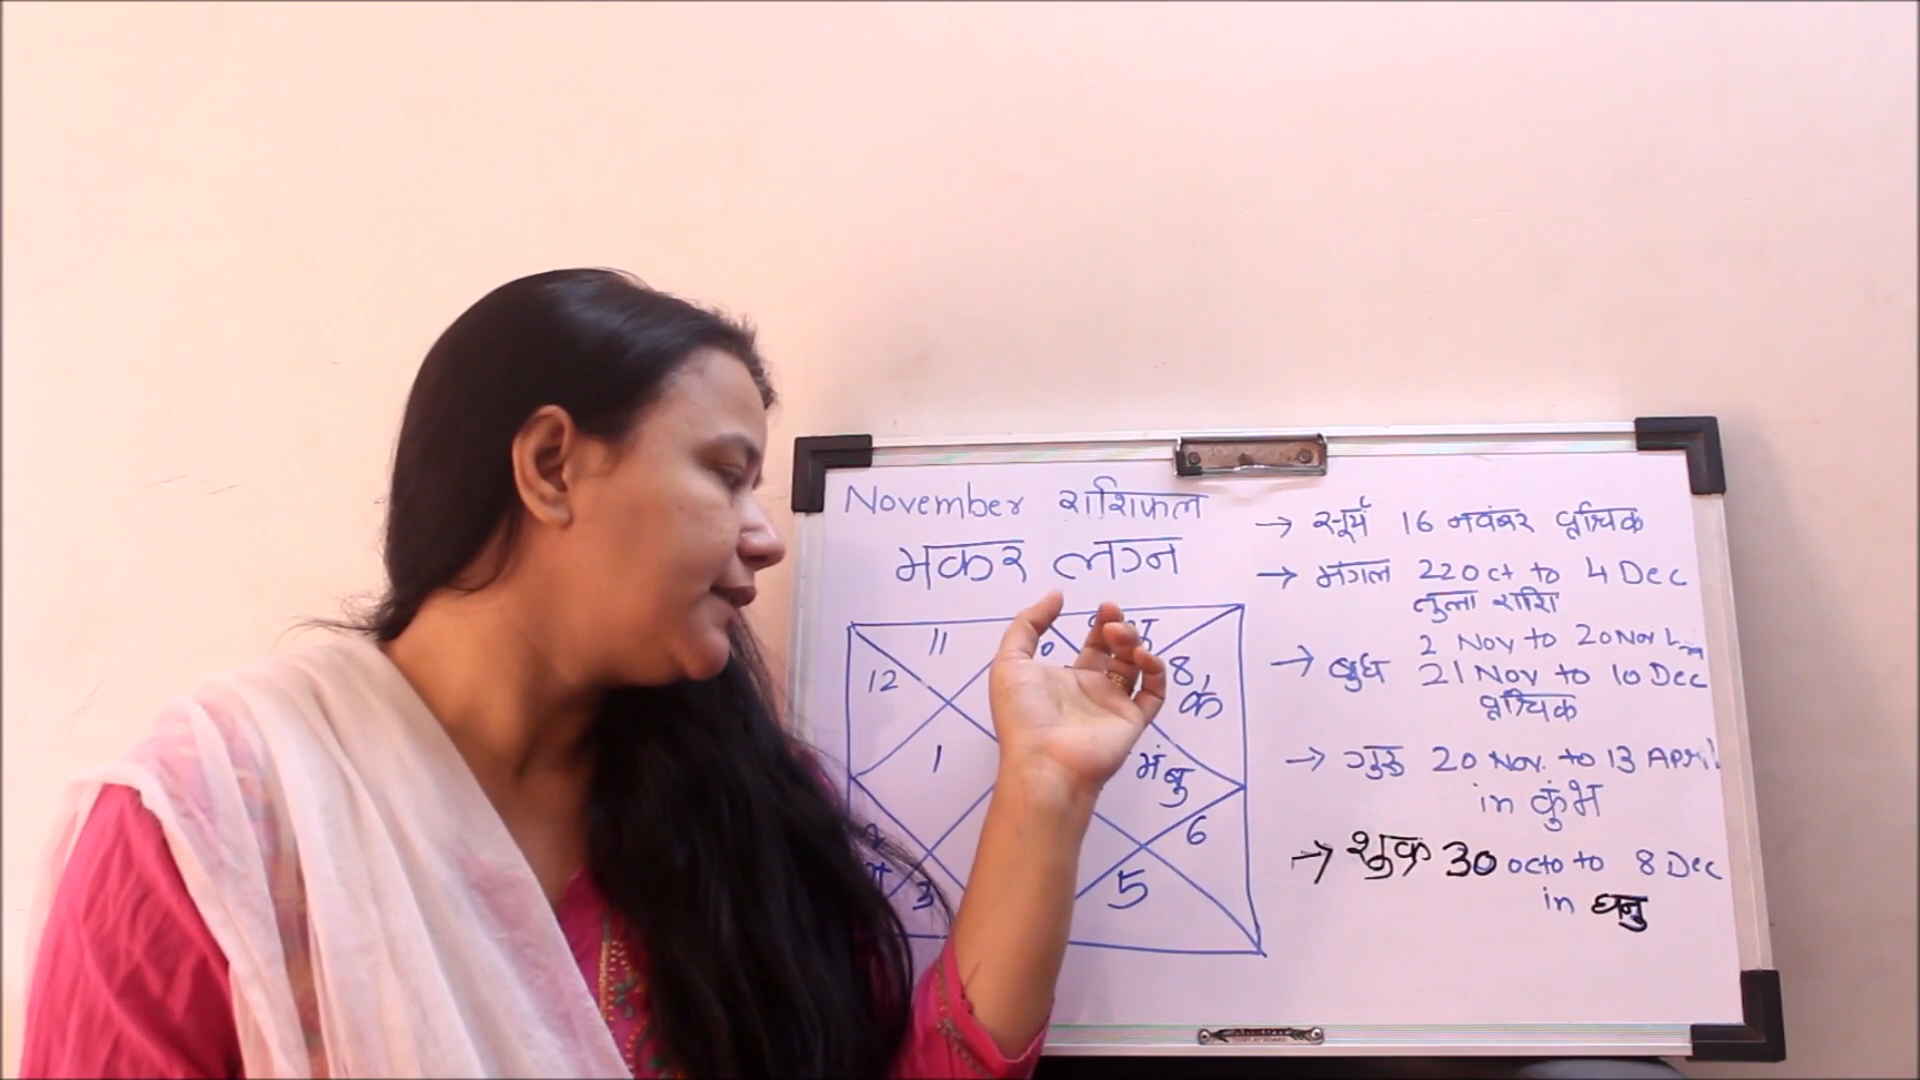 November राशिफल
मकर लग्न
11
12
8,
के
1
मं बु
6
3
5
→ सूर्य 16 नवंबर वृश्चिक
→ मंगल 22 Oct to 4 Dec
तुला राशि
2 Nov to 20 Nov
→ बुध 21 Nov to 10 Dec
वृश्चिक
→ गुरु 20 Nov. to 13 April
in कुंभ
→ शुक्र 30 octo to 8 Dec
in धनु